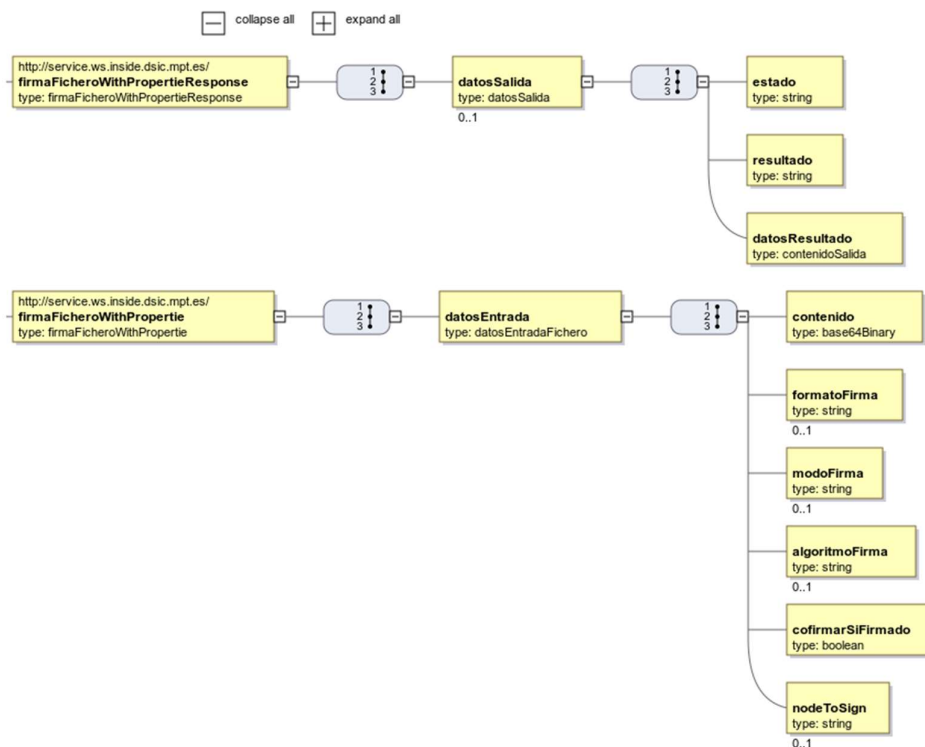 collapse all expand all
http://service.ws.inside.dsic.mpt.es/
firmaFicheroWithPropertieResponse
type: firmaFicheroWithPropertieResponse
1
2
3
datosSalida
type: datosSalida
0..1
1
2
3
estado
type: string
resultado
type: string
datosResultado
type: contenidoSalida
http://service.ws.inside.dsic.mpt.es/
firmaFicheroWithPropertie
type: firmaFicheroWithPropertie
1
2
3
datosEntrada
type: datosEntradaFichero
1
2
3
contenido
type: base64Binary
formatoFirma
type: string
0..1
modoFirma
type: string
0..1
algoritmoFirma
type: string
0..1
cofirmarSiFirmado
type: boolean
nodeToSign
type: string
0..1